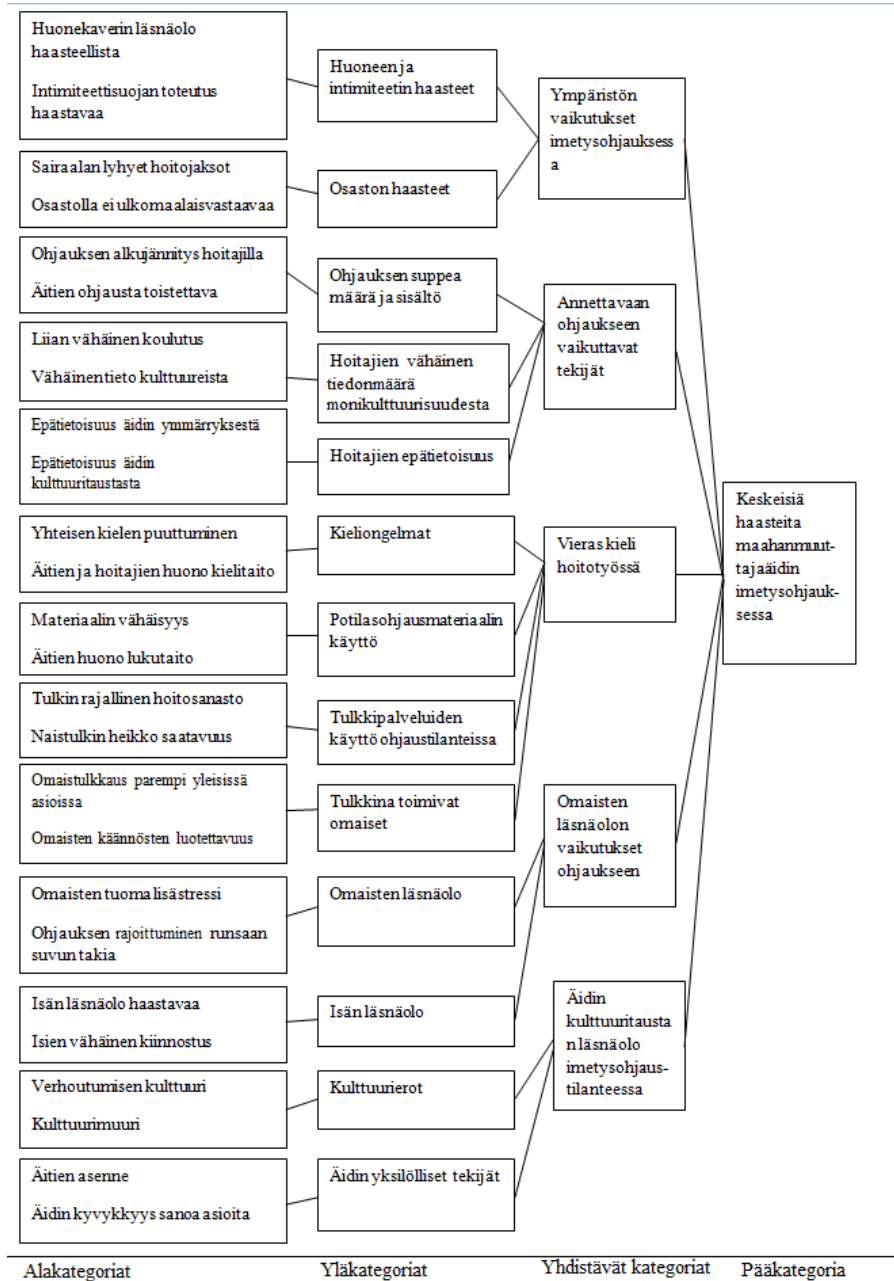 Huonekaverin läsnäolo
haasteellista
Intimiteettisuojan toteutus
haastavaa
Sairaalan lyhyet hoitojaksot
Osastolla ei ulkomaalaisvastaavaa
Ohjauksen alkujännitys hoitajilla
Äitien ohjausta toistettava
Liian vähäinen koulutus
Vähäinen tieto kulttuureista
Epätietoisuus äidin ymmärryksestä
Epätietoisuus äidin
kulttuuritaustasta
Yhteisen kielen puuttuminen
Äitien ja hoitajien huono kielitaito
Materiaalin vähäisyys
Äitien huono lukutaito
Tulkin rajallinen hoitosanasto
Naistulkin heikko saatavuus
Omaistulkkaus parempi yleisissä
asioissa
Omaisten käännösten luotettavuus
Omaisten tuoma lisästressi
Ohjauksen rajoittuminen runsaan
suvun takia
Isän läsnäolo haastavaa
Isien vähäinen kiinnostus
Verhoutumisen kulttuuri
Kulttuurimuuri
Äitien asenne
Äidin kyvykkyys sanoa asioita
Alakategoriat
Huoneen ja
intimiteetin haasteet
Osaston haasteet
Ohjauksen suppea
määrä ja sisältö
Hoitajien vähäinen
tiedonmäärä
monikulttuurisuudesta
Hoitajien epätietoisuus
Kieliongelmat
Potilasohjausmateriaalin
käyttö
Tulkkipalveluiden
käyttö ohjaustilanteissa
Tulkkina toimivat
omaiset
Omaisten läsnäolo
Isän läsnäolo
Kulttuurierot
Äidin yksilölliset tekijät
Yläkategoriat
Ympäristön
vaikutukset
imetysohjauksess
a
Annettavaan
ohjaukseen
vaikuttavat
tekijät
Vieras kieli
hoitotyössä
Omaisten
läsnäolon
vaikutukset
ohjaukseen
Äidin
kulttuuritausta
n läsnäolo
imetysohjaus-
tilanteessa
Yhdistävät kategoriat
Keskeisiä
haasteita
maahanmuut-
tajaäidin
imetysohjauk-
sessa
Pääkategoria